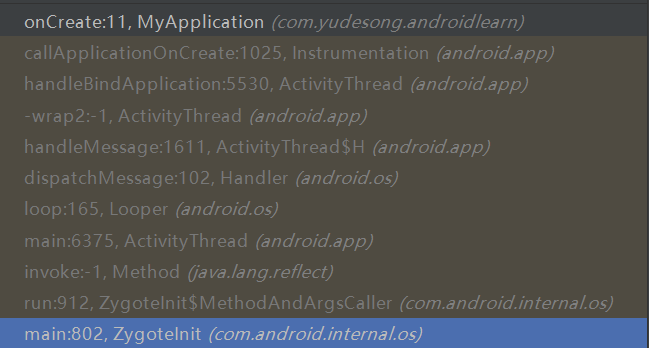 onCreate:11, MyApplication (com.yudesong.androidlearn)
callApplicationOnCreate:1025, Instrumentation (android.app)
handleBindApplication:5530, ActivityThread (android.app)
-wrap2:-1, ActivityThread (android.app)
handleMessage:1611, ActivityThread$H (android.app)
dispatchMessage:102, Handler (android.os)
loop:165, Looper (android.os)
main:6375, ActivityThread (android.app)
invoke:-1, Method (java.lang.reflect)
run:912, ZygoteInit$MethodAndArgsCaller (com.android.internal.os)
main:802, ZygoteInit (com.android.internal.os)